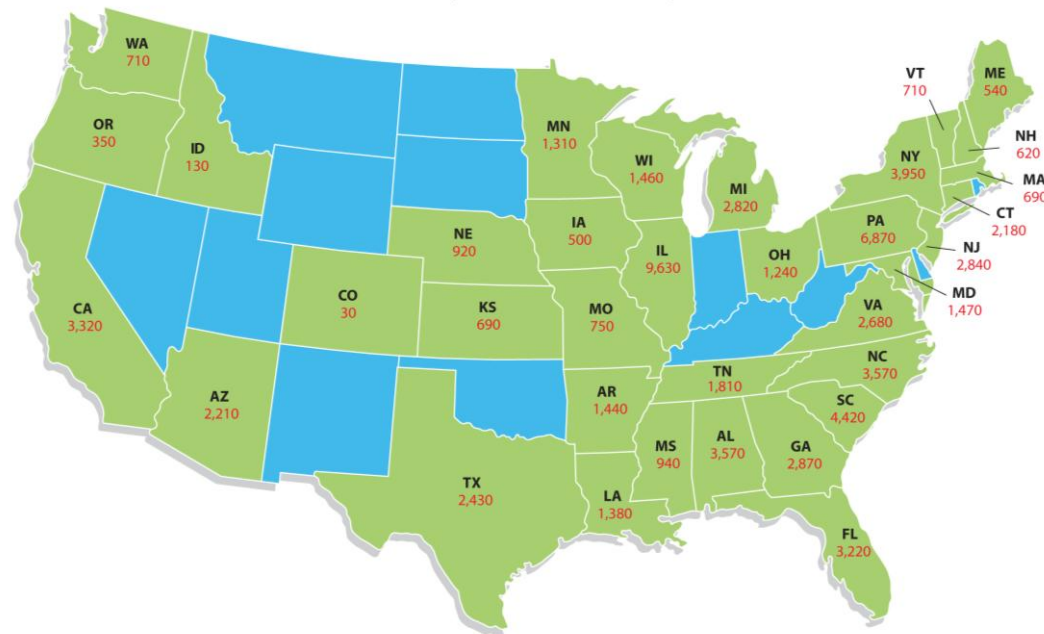 WA
710
OR
350
ID
130
CA
3,320
AZ
2,210
CO
30
NE
920
KS
690
TX
2,430
MN
1,310
IA
500
MO
750
AR
1,440
LA
1,380
WI
1,460
IL
9,630
MI
2,820
OH
1,240
TN
1,810
MS
940
AL
3,570
GA
2,870
FL
3,220
SC
4,420
NC
3,570
VA
2,680
PA
6,870
NY
3,950
VT
710
ME
540
NH
620
MA
690
CT
2,180
NJ
2,840
MD
1,470